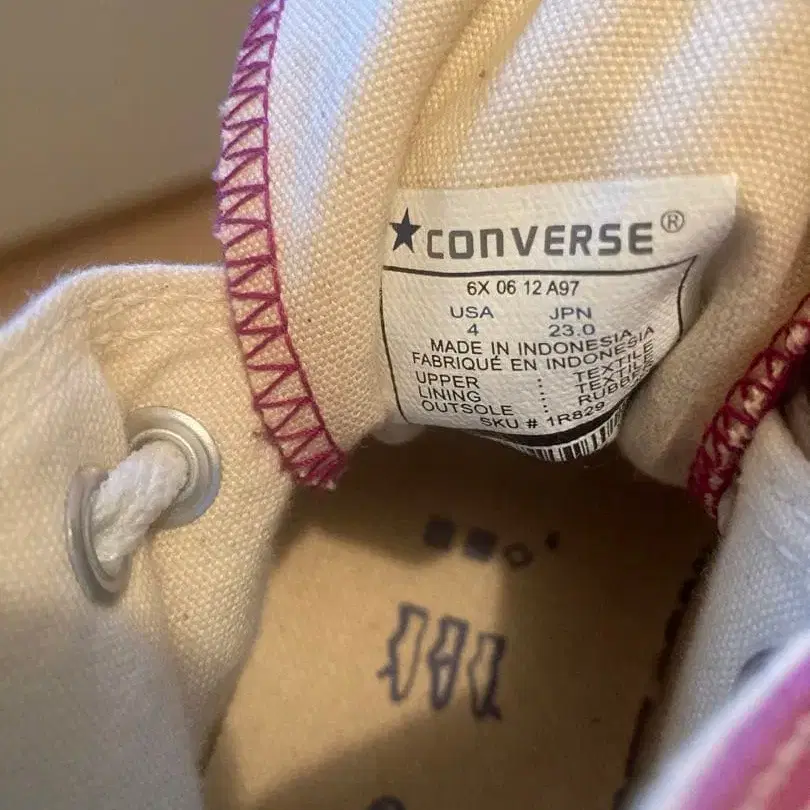 ★CONVERSE®
6X 06 12 A97
USA JPN
4 23.0
MADE IN INDONESIA
FABRIQUÉ EN INDONÉSIA
UPPER : TEXTILE
LINING : TEXTILE
OUTSOLE : RUBBER
SKU # 1R829